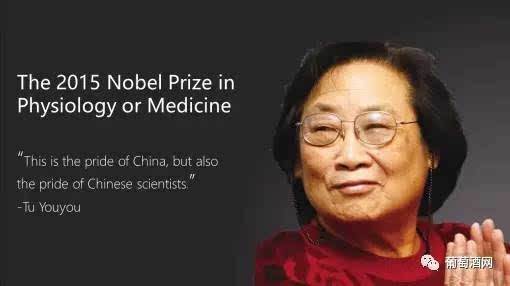 The 2015 Nobel Prize in
Physiology or Medicine
“This is the pride of China, but also
the pride of Chinese scientists.”
-Tu Youyou
葡萄酒网